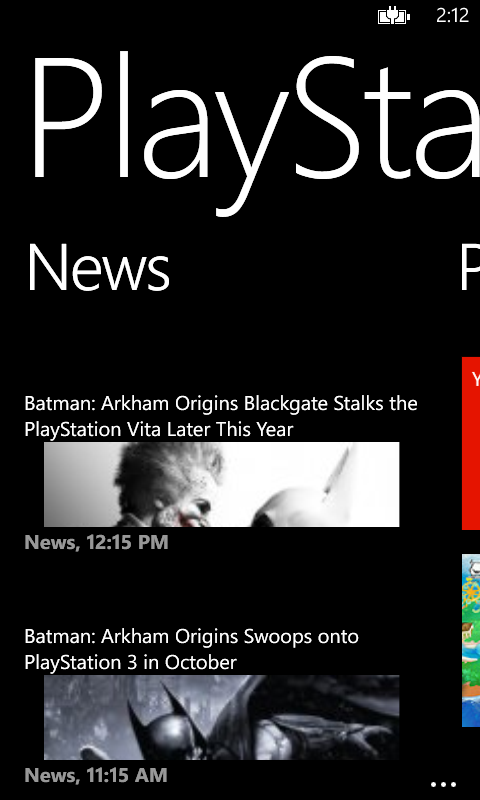 2:12
PlaySta
News
P
Batman: Arkham Origins Blackgate Stalks the
PlayStation Vita Later This Year
News, 12:15 PM
Y
Batman: Arkham Origins Swoops onto
PlayStation 3 in October
News, 11:15 AM